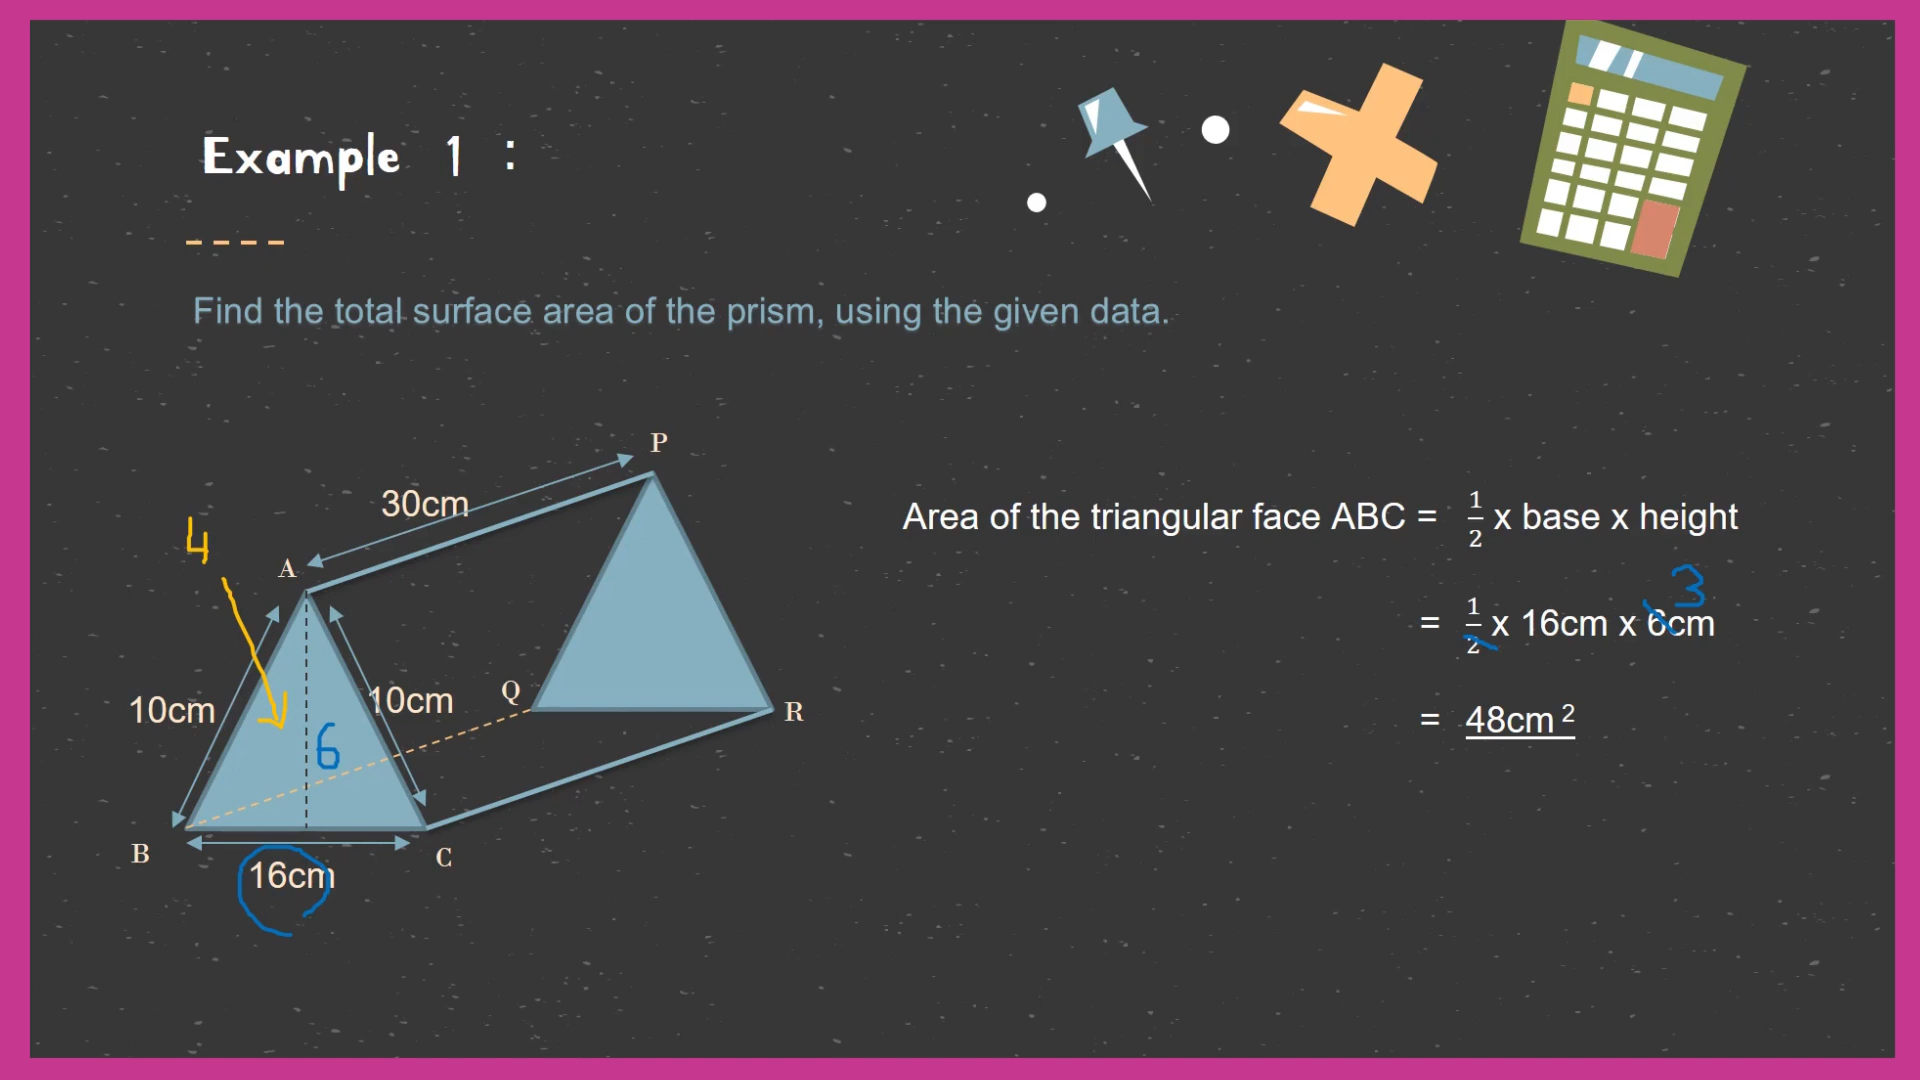 Example 1 :
Find the total surface area of the prism, using the given data.
P
30cm
4
A
Area of the triangular face ABC = 1/2 x base x height
3
= 1/2 x 16cm x 6cm
10cm
10cm
Q
R
= 48cm²
6
B
C
16cm